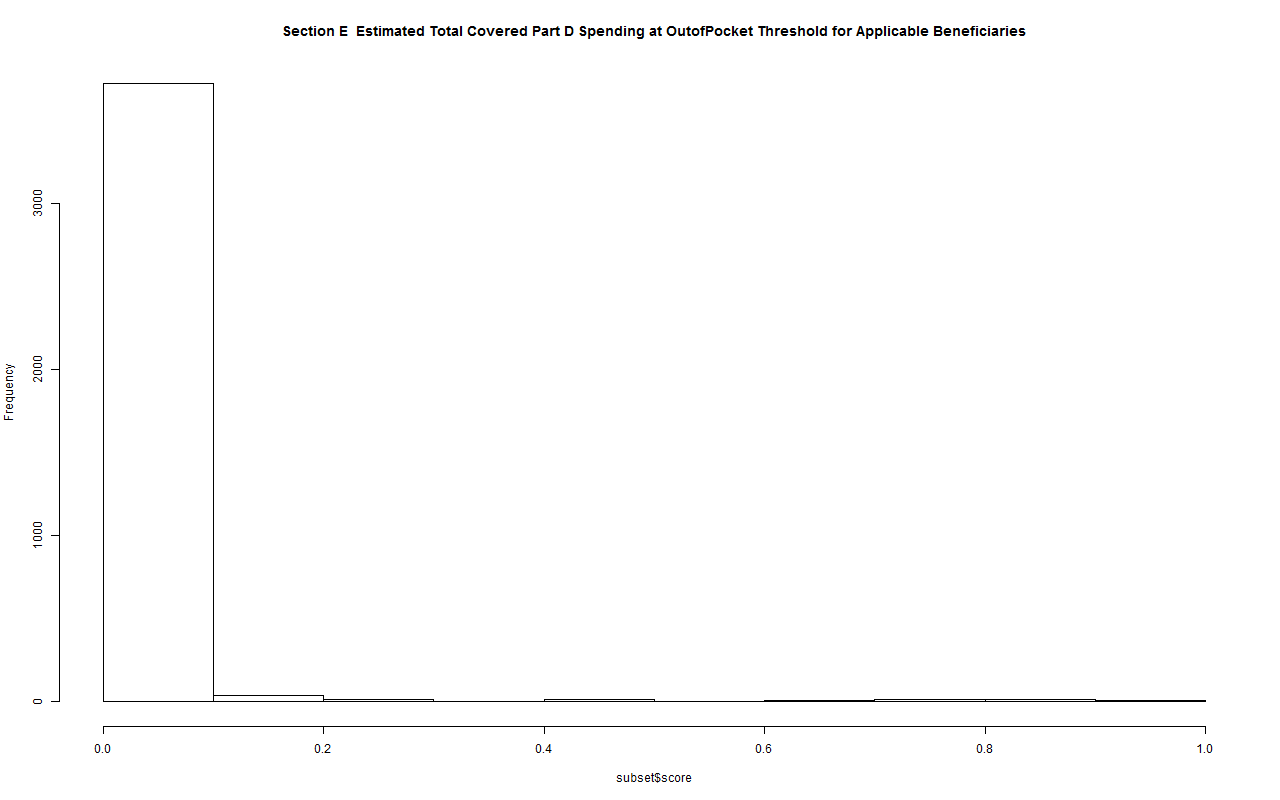 Section E  Estimated Total Covered Part D Spending at OutofPocket Threshold for Applicable Beneficiaries
3000
2000
1000
0
Frequency
0.0 0.2 0.4 0.6 0.8 1.0
subset$score